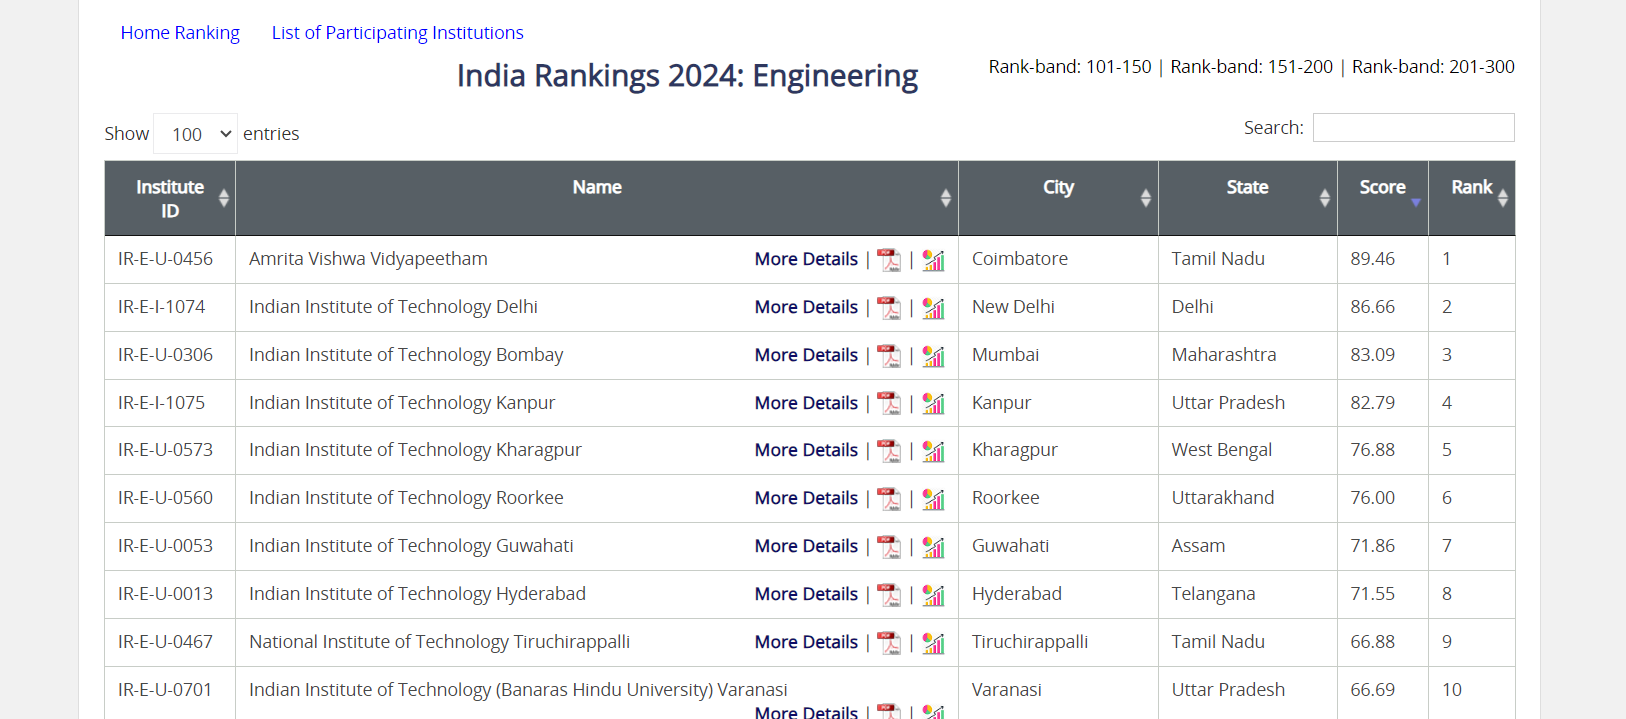 Home Ranking List of Participating Institutions
India Rankings 2024: Engineering
Rank-band: 101-150 | Rank-band: 151-200 | Rank-band: 201-300
Show 100 entries
Search:
Institute ID Name City State Score Rank
IR-E-U-0456 Amrita Vishwa Vidyapeetham More Details | | Coimbatore Tamil Nadu 89.46 1
IR-E-I-1074 Indian Institute of Technology Delhi More Details | | New Delhi Delhi 86.66 2
IR-E-U-0306 Indian Institute of Technology Bombay More Details | | Mumbai Maharashtra 83.09 3
IR-E-I-1075 Indian Institute of Technology Kanpur More Details | | Kanpur Uttar Pradesh 82.79 4
IR-E-U-0573 Indian Institute of Technology Kharagpur More Details | | Kharagpur West Bengal 76.88 5
IR-E-U-0560 Indian Institute of Technology Roorkee More Details | | Roorkee Uttarakhand 76.00 6
IR-E-U-0053 Indian Institute of Technology Guwahati More Details | | Guwahati Assam 71.86 7
IR-E-U-0013 Indian Institute of Technology Hyderabad More Details | | Hyderabad Telangana 71.55 8
IR-E-U-0467 National Institute of Technology Tiruchirappalli More Details | | Tiruchirappalli Tamil Nadu 66.88 9
IR-E-U-0701 Indian Institute of Technology (Banaras Hindu University) Varanasi Varanasi Uttar Pradesh 66.69 10
More Details | |